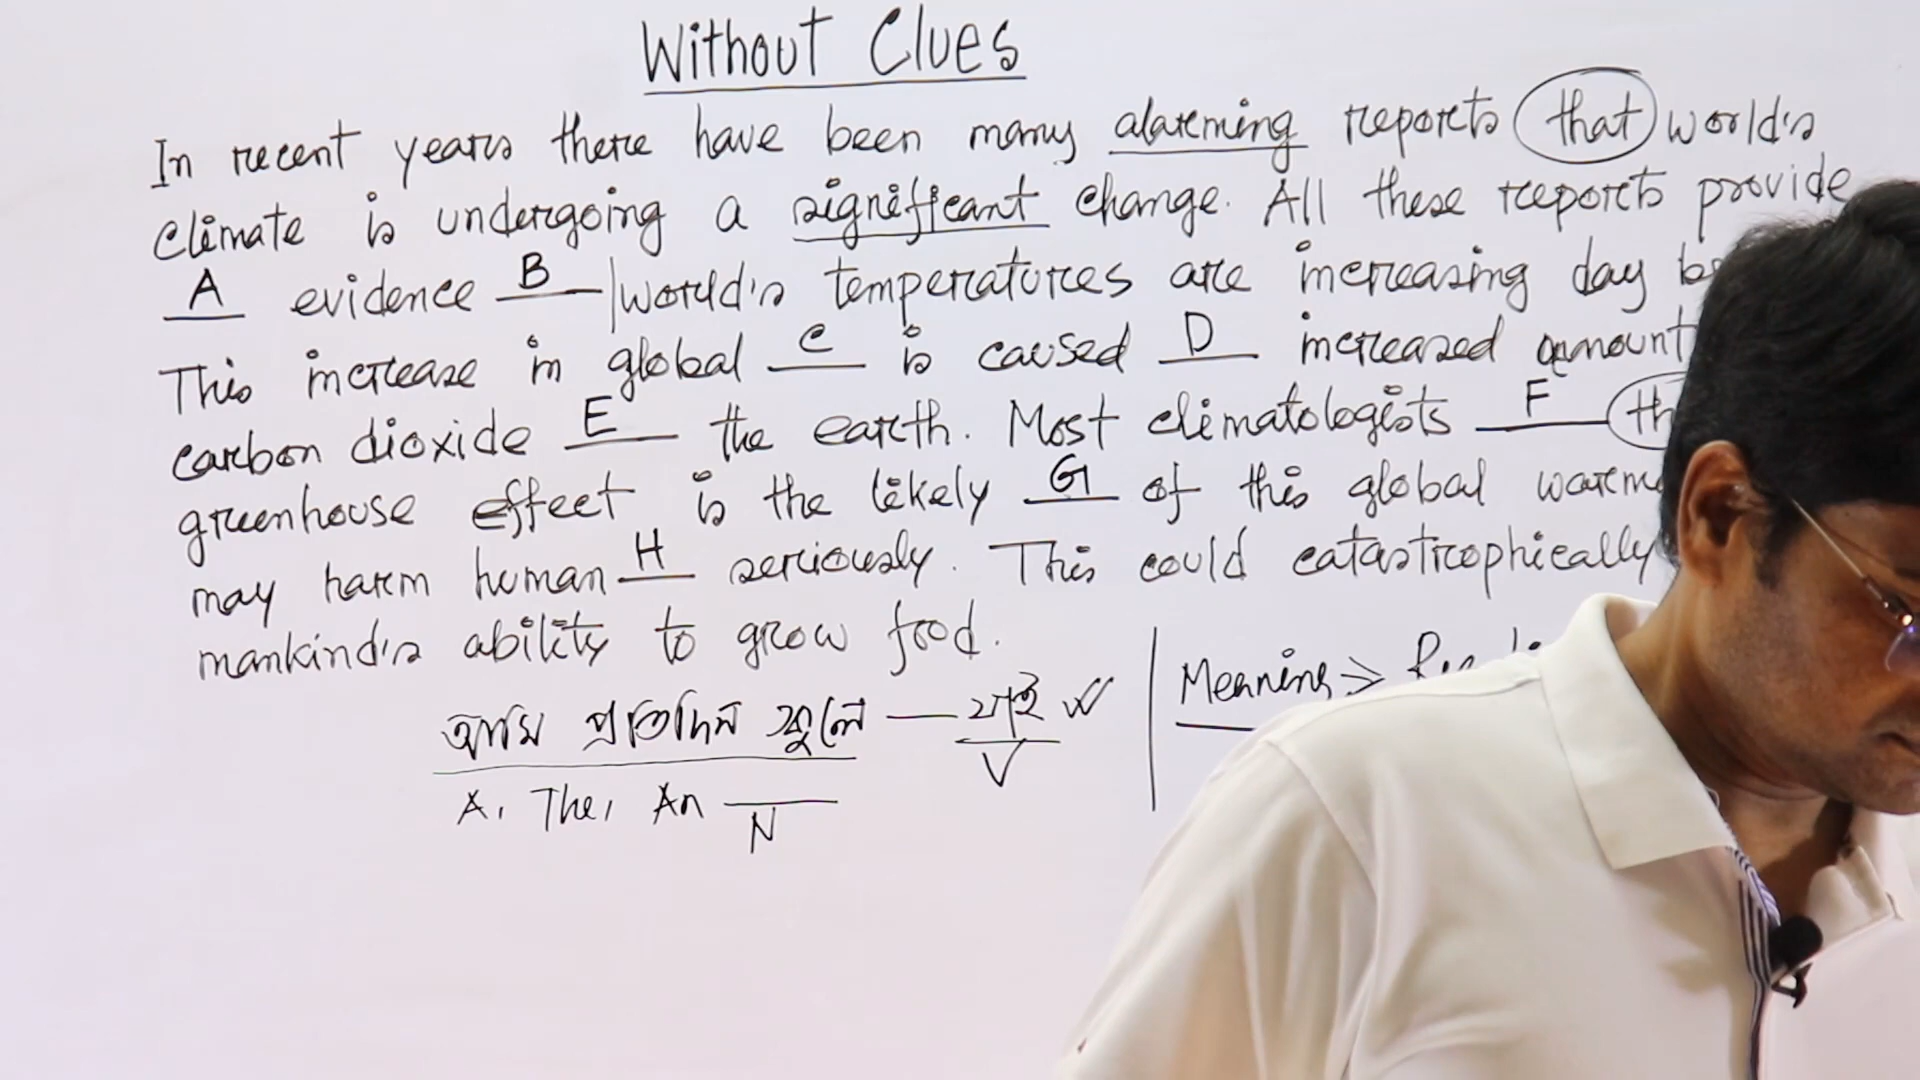 Without Clues
In recent years there have been many alarming reports that world's
climate is undergoing a significant change. All these reports provide
A evidence B world's temperatures are increasing day
This increase in global C is caused D increased amount
carbon dioxide E the earth. Most climatologists F
greenhouse effect is the likely G of this global
may harm human H seriously. This could catastrophically
mankind's ability to grow food.
আমি প্রতিদিন স্কুলে — যাই
V
A, The, An
N
Meaning